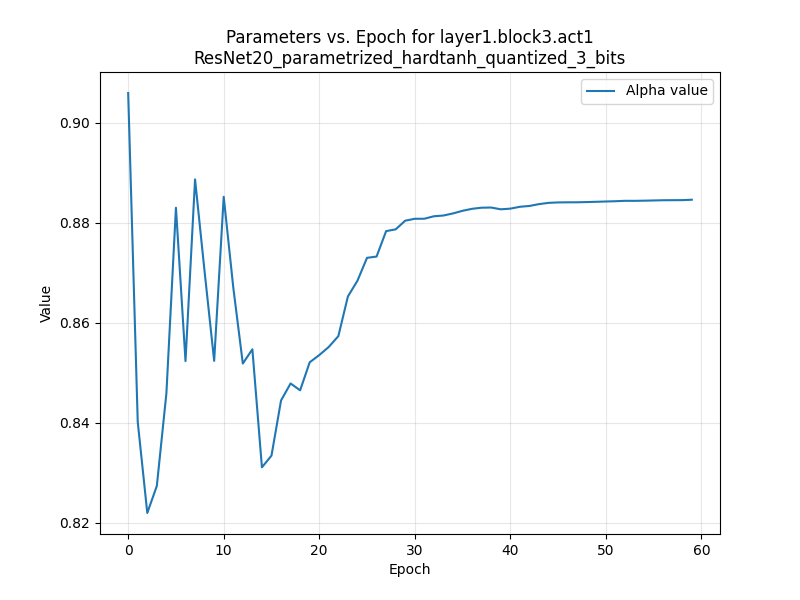 Parameters vs. Epoch for layer1.block3.act1
ResNet20_parametrized_hardtanh_quantized_3_bits
Alpha value
0.90
0.88
0.86
0.84
0.82
Value
0 10 20 30 40 50 60
Epoch